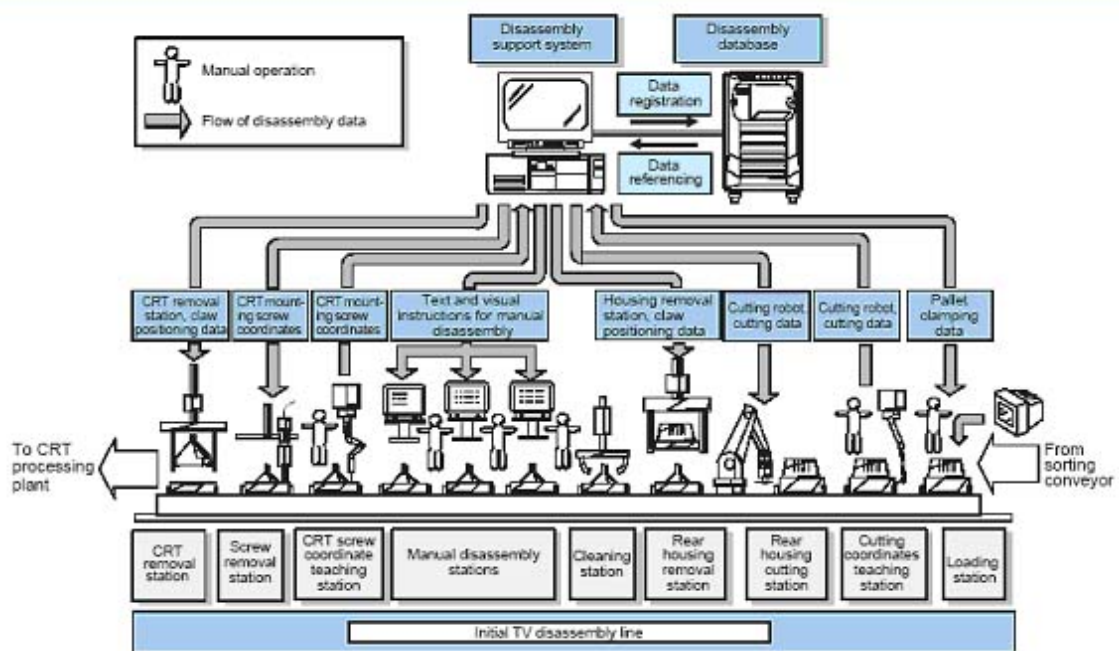 Disassembly
support system
Disassembly
database
Manual operation
Flow of disassembly data
Data
registration
Data
referencing
CRT removal
station, claw
positioning data
CRT mount-
ing screw
coordinates
CRT mount-
ing screw
coordinates
Text and visual
instructions for manual
disassembly
Housing removal
station, claw
positioning data
Cutting robot,
cutting data
Cutting robot,
cutting data
Pallet
clamping
data
To CRT
processing
plant
From
sorting
conveyor
CRT
removal
station
Screw
removal
station
CRT screw
coordinate
teaching
station
Manual disassembly
stations
Cleaning
station
Rear
housing
removal
station
Rear
housing
cutting
station
Cutting
coordinates
teaching
station
Loading
station
Initial TV disassembly line